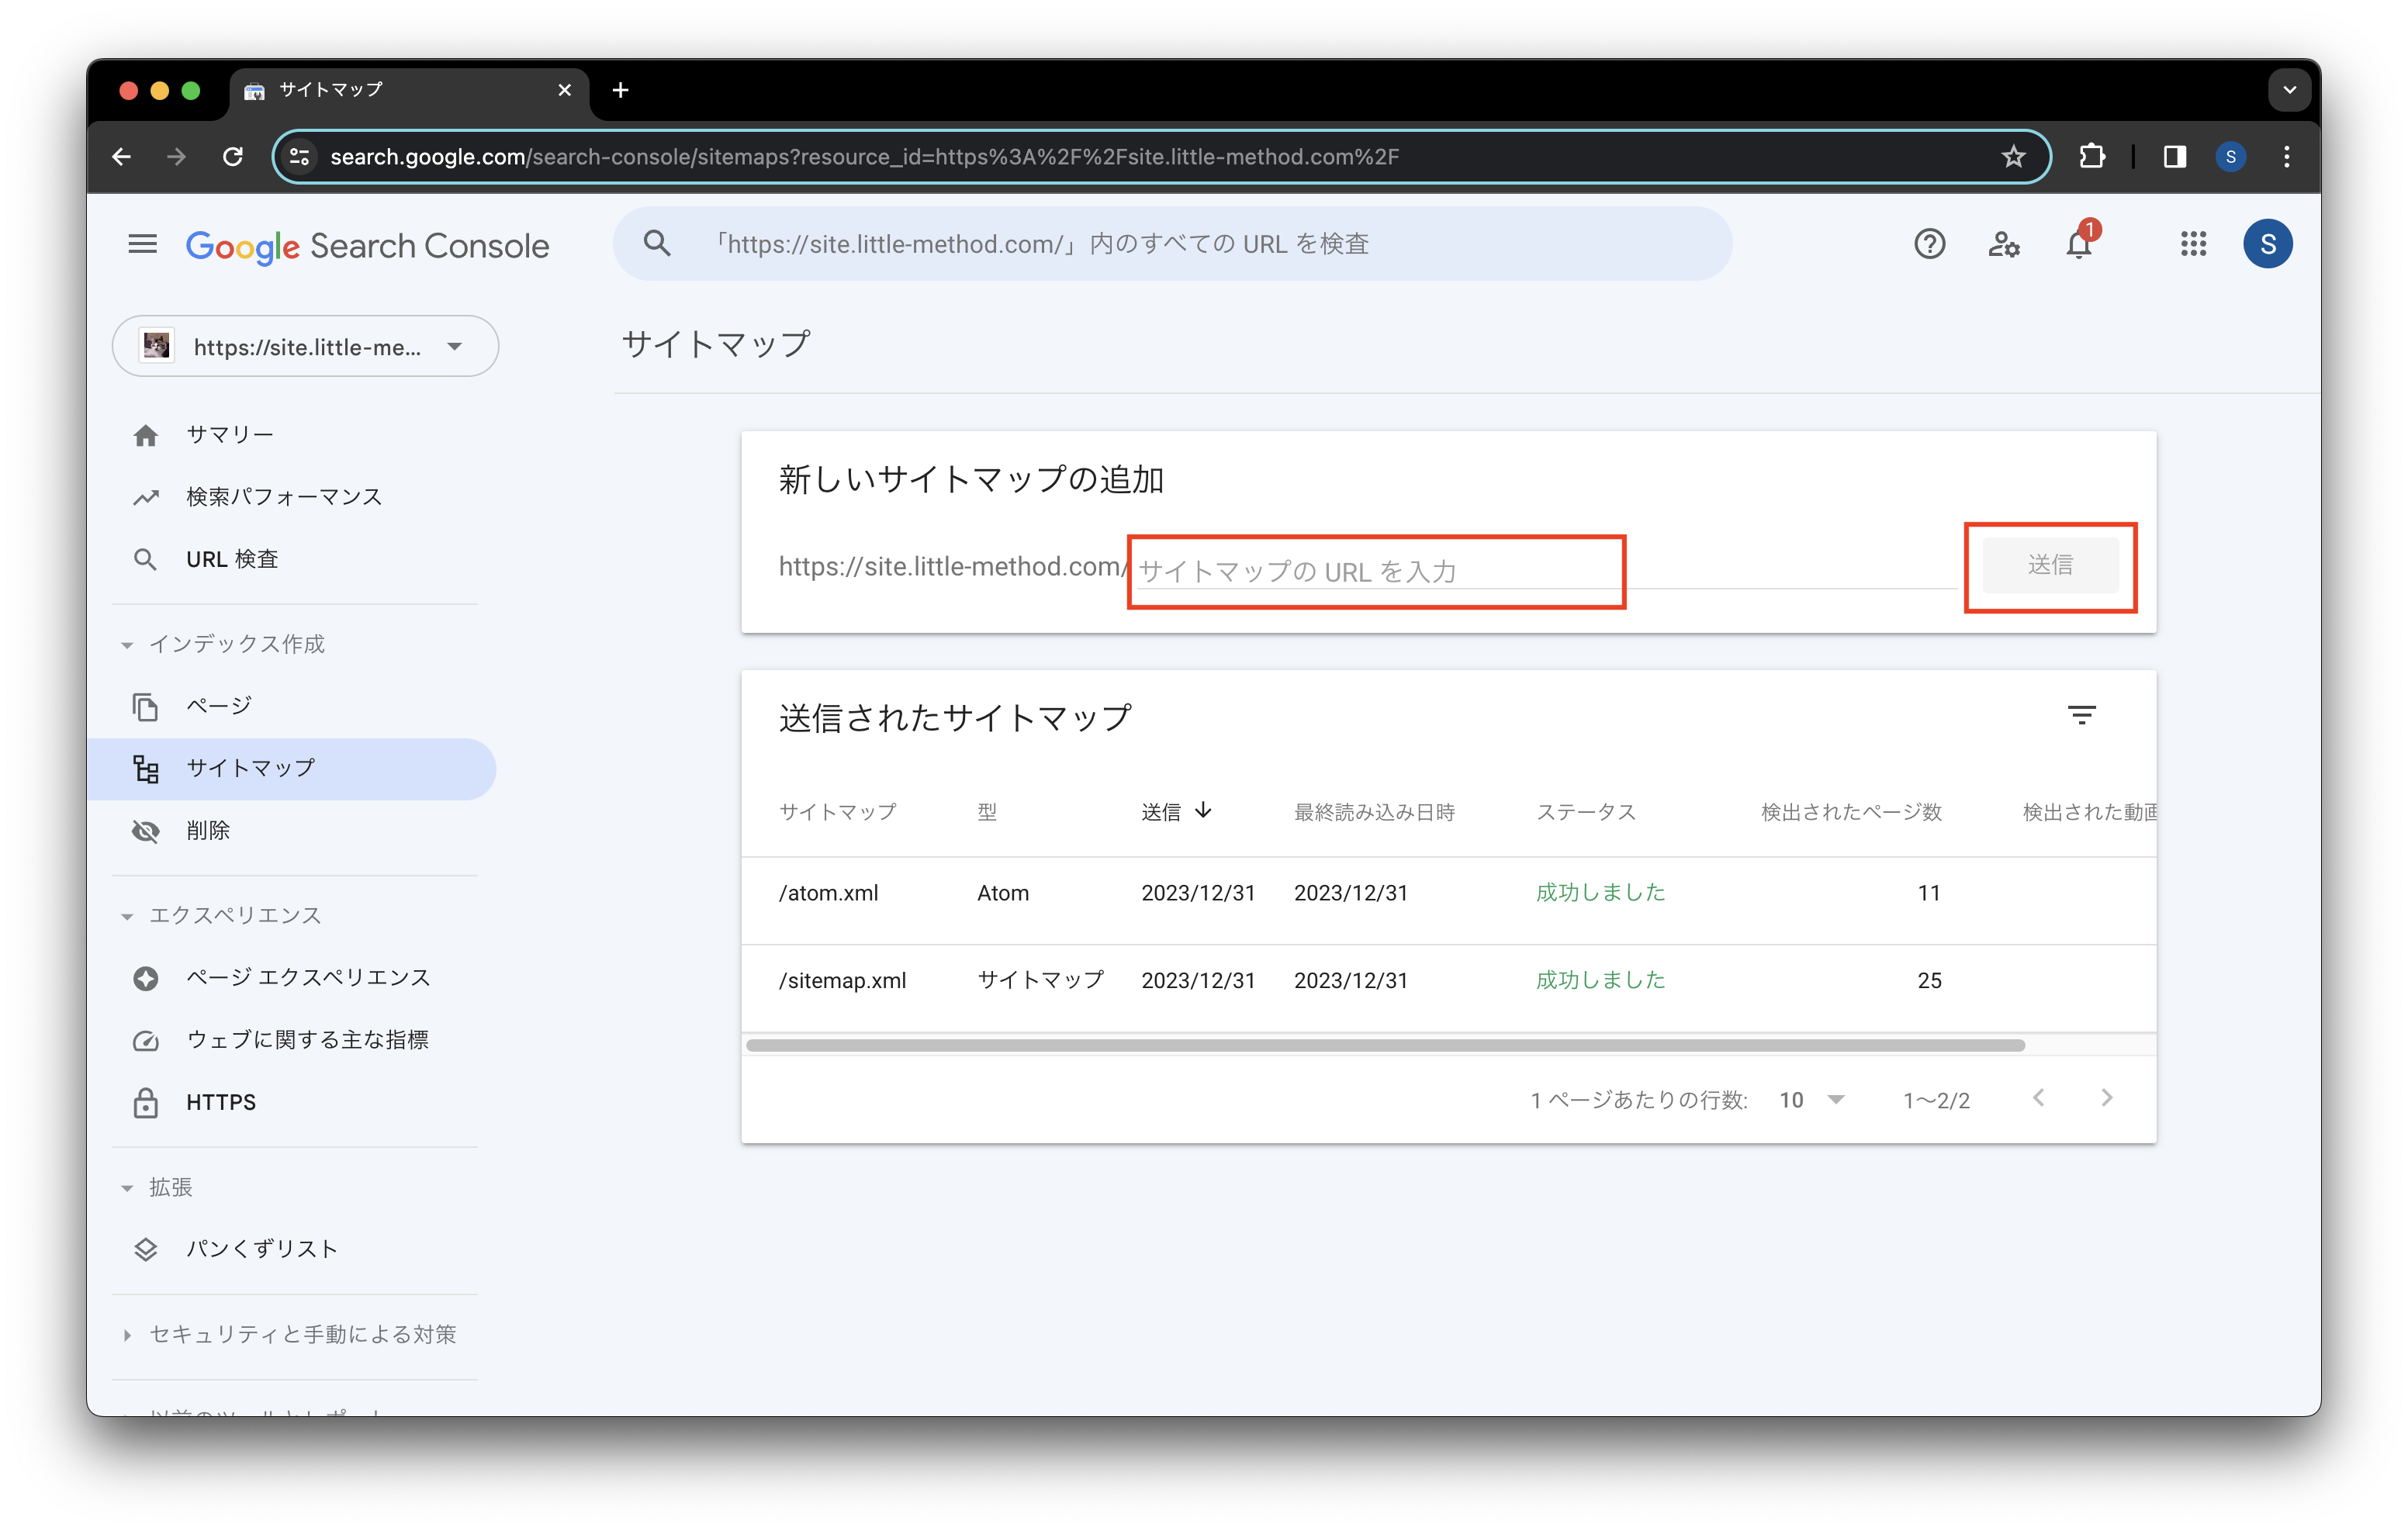 サイトマップ
search.google.com/search-console/sitemaps?resource_id=https%3A%2F%2Fsite.little-method.com%2F
S
Google Search Console
「https://site.little-method.com/」内のすべての URL を検査
1
S
https://site.little-me...
サイトマップ
サマリー
検索パフォーマンス
URL 検査
インデックス作成
ページ
サイトマップ
削除
エクスペリエンス
ページ エクスペリエンス
ウェブに関する主な指標
HTTPS
拡張
パンくずリスト
セキュリティと手動による対策
新しいサイトマップの追加
https://site.little-method.com/ サイトマップの URL を入力 送信
送信されたサイトマップ
サイトマップ 型 送信 最終読み込み日時 ステータス 検出されたページ数 検出された動画
/atom.xml Atom 2023/12/31 2023/12/31 成功しました 11
/sitemap.xml サイトマップ 2023/12/31 2023/12/31 成功しました 25
1 ページあたりの行数: 10 1～2/2